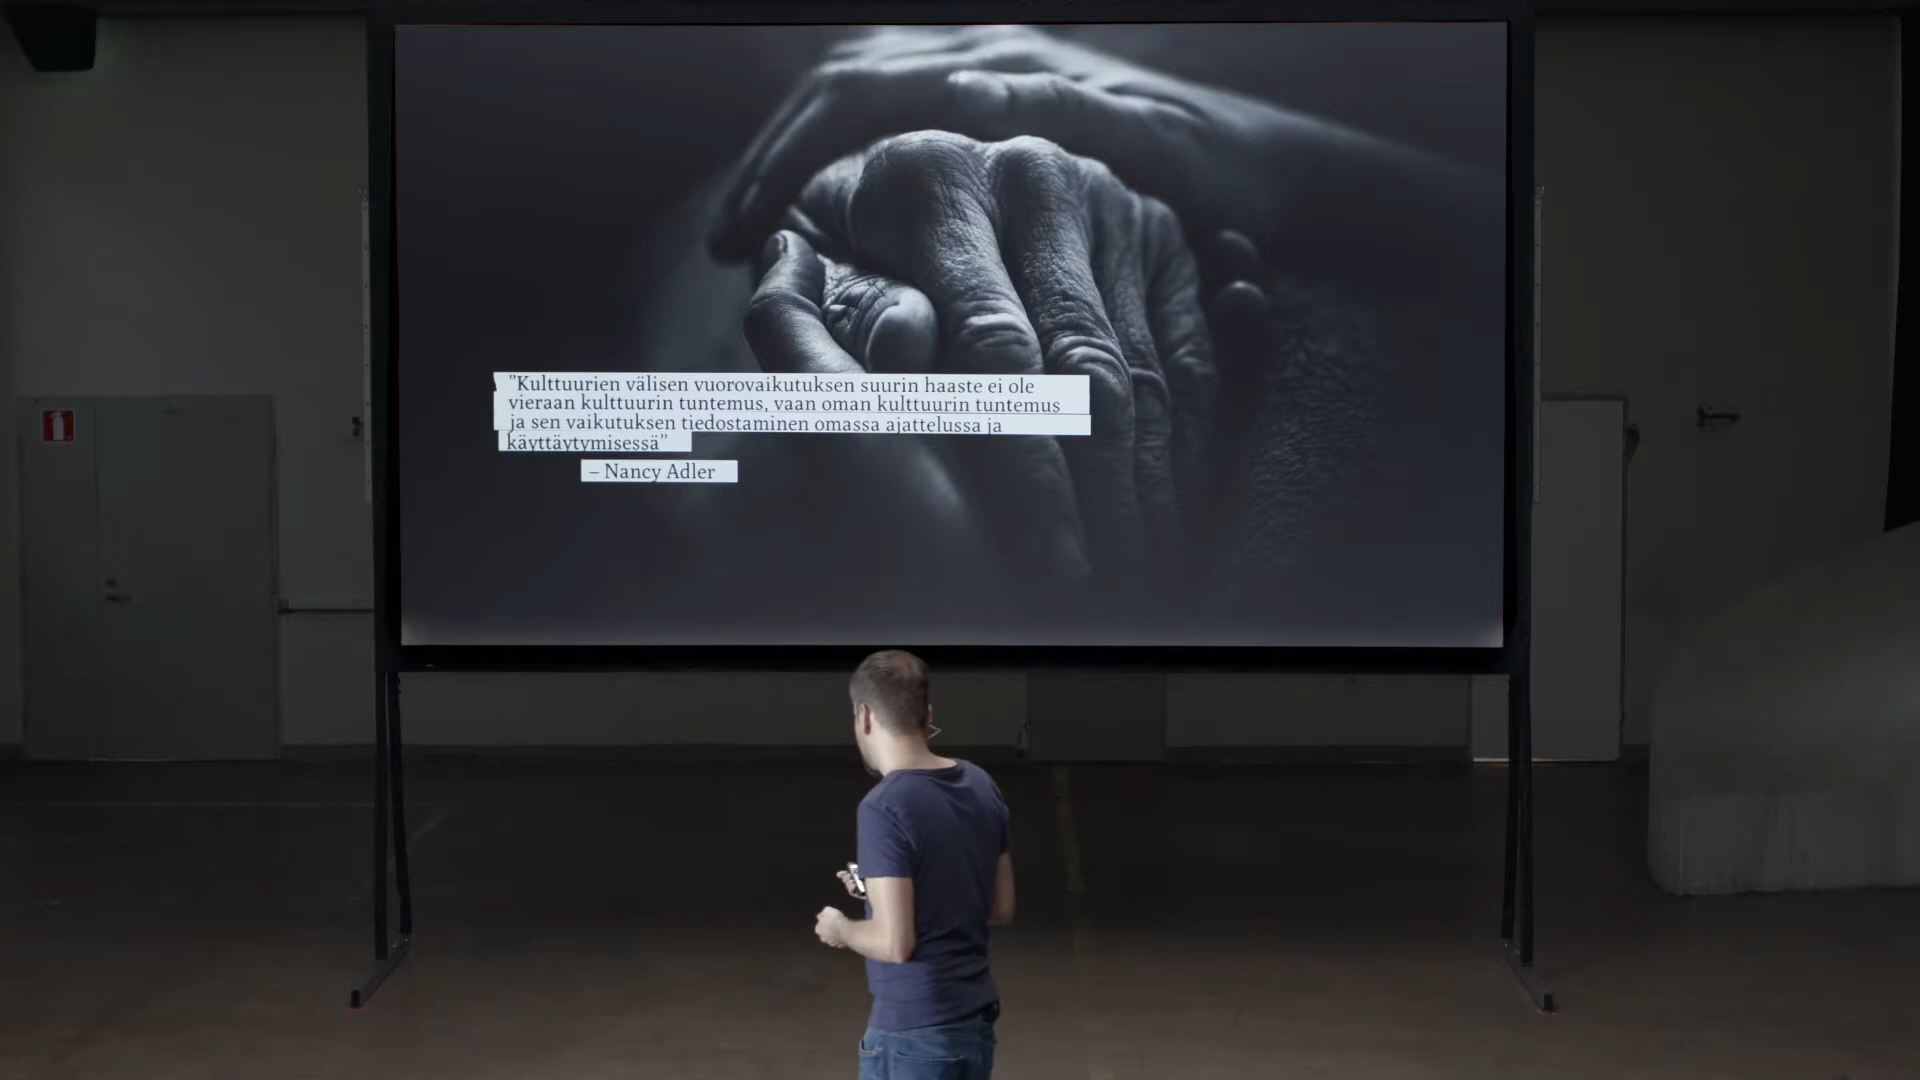 ”Kulttuurien välisen vuorovaikutuksen suurin haaste ei ole
vieraan kulttuurin tuntemus, vaan oman kulttuurin tuntemus
ja sen vaikutuksen tiedostaminen omassa ajattelussa ja
käyttäytymisessä”
– Nancy Adler